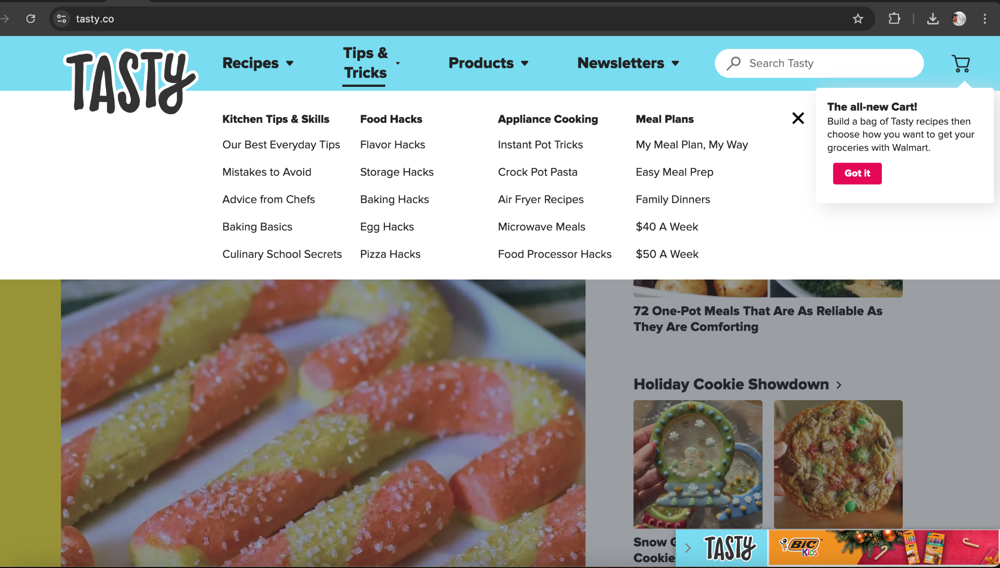 tasty.co
TASTY
Recipes
Tips &
Tricks
Products
Newsletters
Search Tasty
Kitchen Tips & Skills
Our Best Everyday Tips
Mistakes to Avoid
Advice from Chefs
Baking Basics
Culinary School Secrets
Food Hacks
Flavor Hacks
Storage Hacks
Baking Hacks
Egg Hacks
Pizza Hacks
Appliance Cooking
Instant Pot Tricks
Crock Pot Pasta
Air Fryer Recipes
Microwave Meals
Food Processor Hacks
Meal Plans
My Meal Plan, My Way
Easy Meal Prep
Family Dinners
$40 A Week
$50 A Week
The all-new Cart!
Build a bag of Tasty recipes then
choose how you want to get your
groceries with Walmart.
Got it
72 One-Pot Meals That Are As Reliable As
They Are Comforting
Holiday Cookie Showdown
Snow
Cookie
TASTY
BIC
KIDS